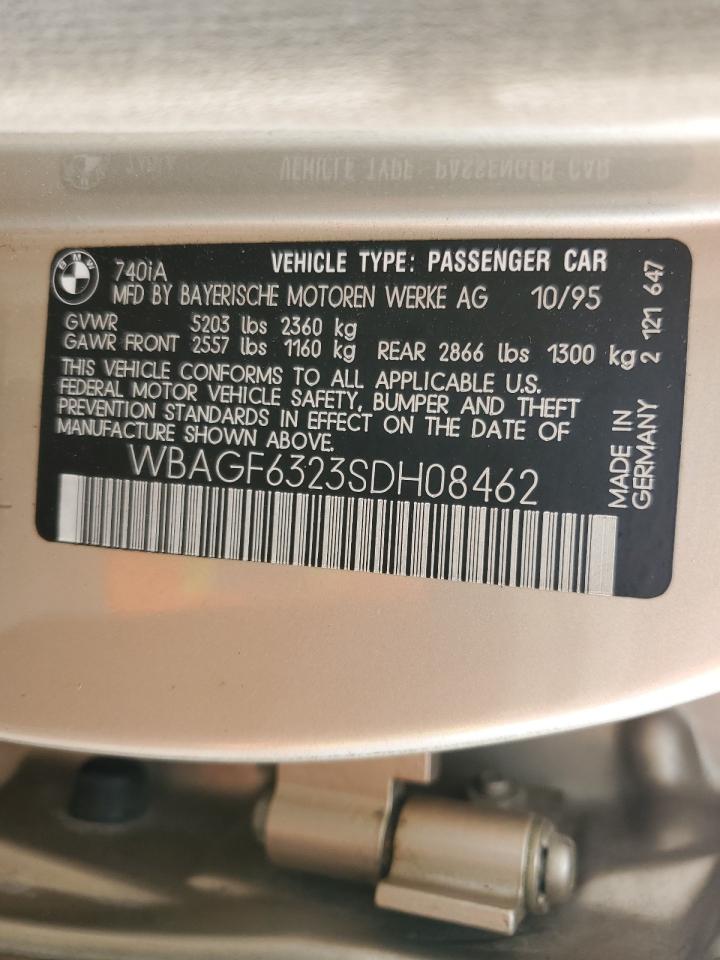 BMW
740iA
VEHICLE TYPE: PASSENGER CAR
MFD BY BAYERISCHE MOTOREN WERKE AG 10/95
GVWR 5203 lbs 2360 kg
GAWR FRONT 2557 lbs 1160 kg REAR 2866 lbs 1300 kg
THIS VEHICLE CONFORMS TO ALL APPLICABLE U.S.
FEDERAL MOTOR VEHICLE SAFETY, BUMPER AND THEFT
PREVENTION STANDARDS IN EFFECT ON THE DATE OF
MANUFACTURE SHOWN ABOVE.
WBAGF6323SDH08462
MADE IN
GERMANY
2 121 647